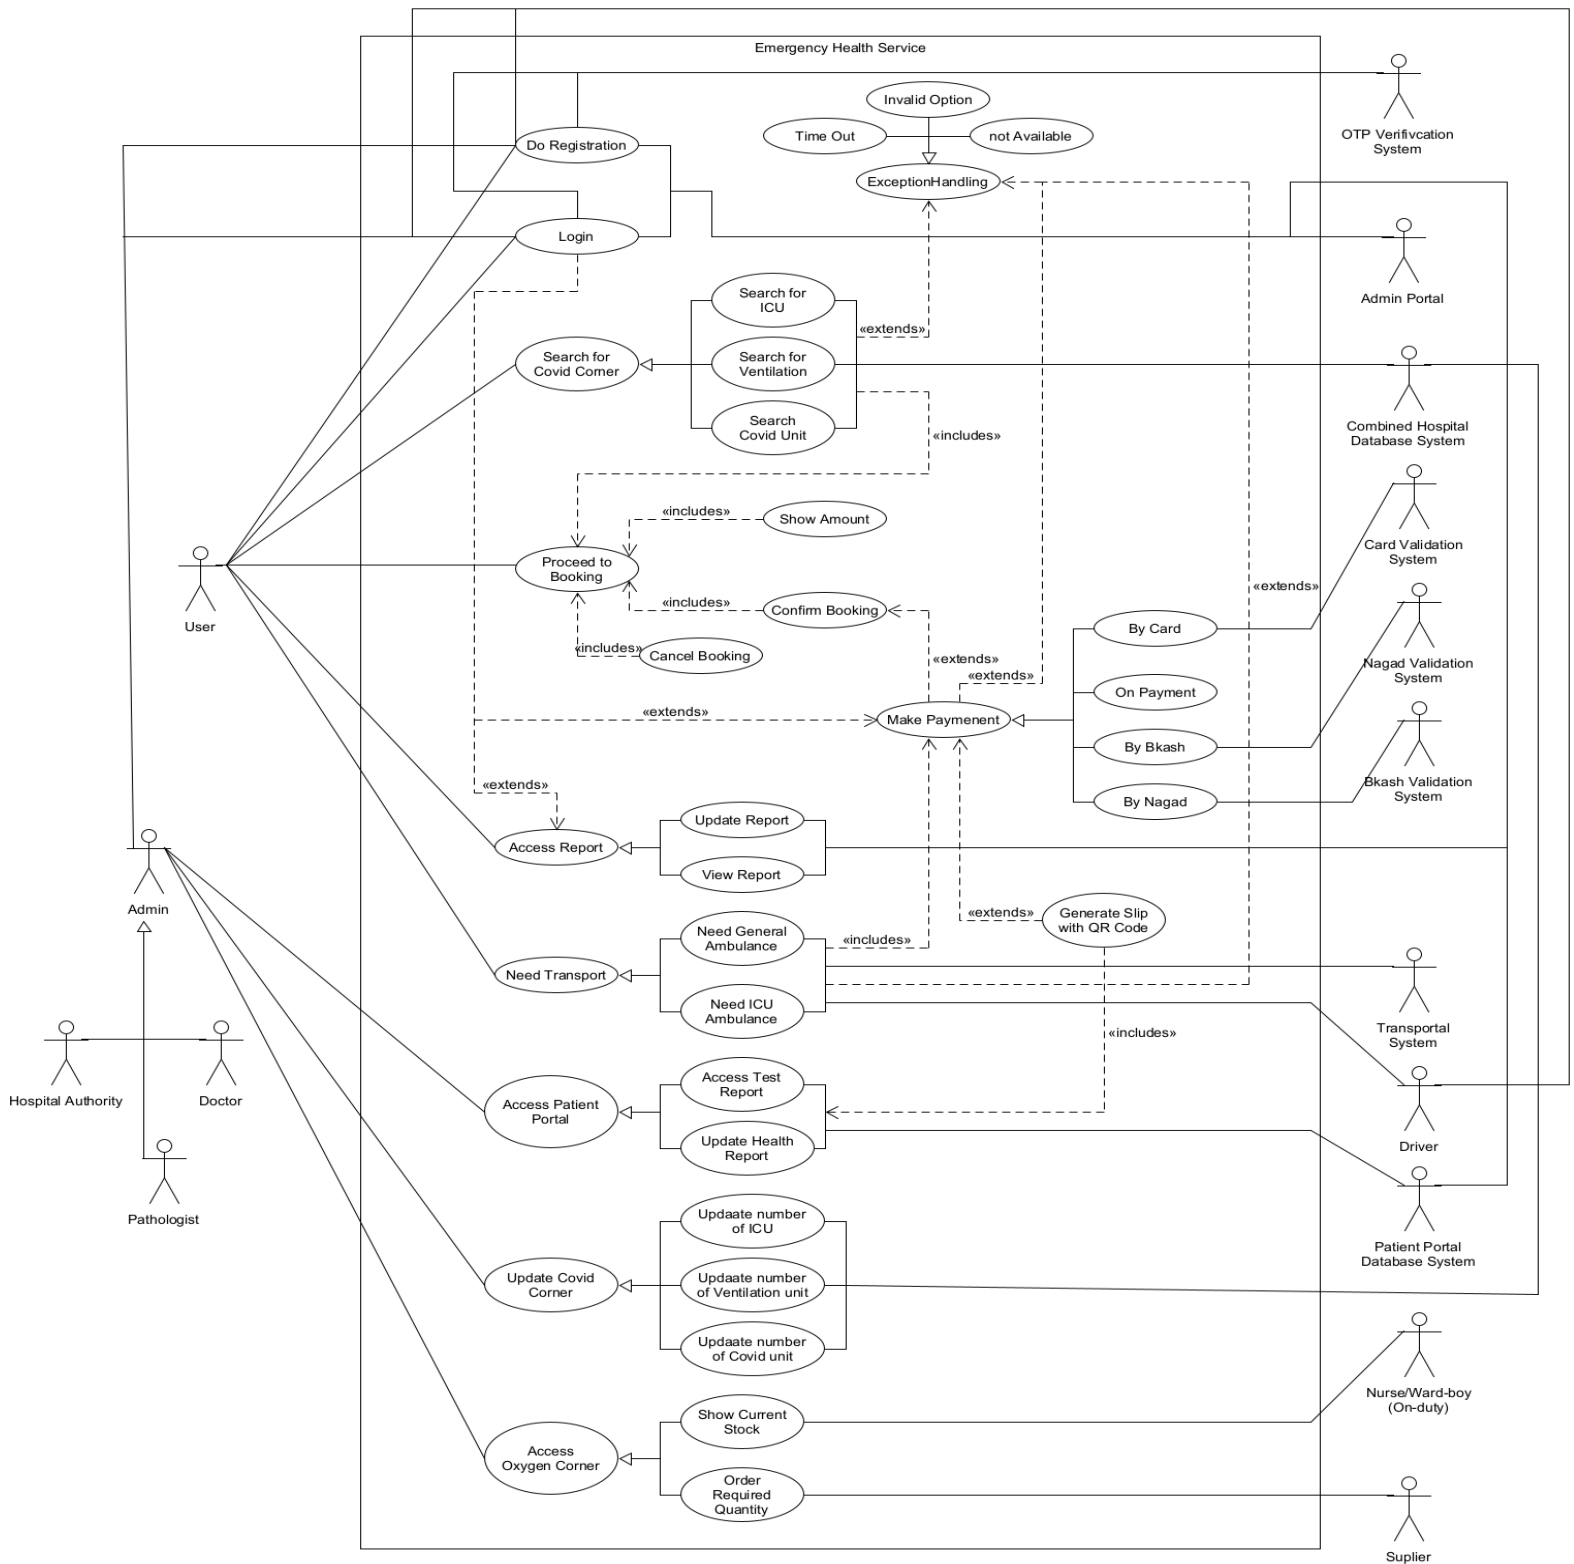 Emergency Health Service
Invalid Option
Time Out
not Available
OTP Verifivcation
System
Do Registration
ExceptionHandling
Login
Admin Portal
Search for
ICU
«extends»
Search for
Covid Corner
Search for
Ventilation
Search
Covid Unit
«includes»
Combined Hospital
Database System
«includes»
Show Amount
Card Validation
System
Proceed to
Booking
«extends»
«includes»
Confirm Booking
User
By Card
«includes»
Cancel Booking
«extends»
«extends»
Nagad Validation
System
On Payment
«extends»
Make Paymenent
By Bkash
«extends»
Bkash Validation
System
By Nagad
Update Report
Access Report
View Report
Admin
«extends»
Generate Slip
with QR Code
Need General
Ambulance
«includes»
Need Transport
Need ICU
Ambulance
Transportal
System
«includes»
Hospital Authority
Doctor
Access Test
Report
Access Patient
Portal
Update Health
Report
Driver
Pathologist
Updaate number
of ICU
Patient Portal
Database System
Update Covid
Corner
Updaate number
of Ventilation unit
Updaate number
of Covid unit
Nurse/Ward-boy
(On-duty)
Show Current
Stock
Access
Oxygen Corner
Order
Required
Quantity
Suplier